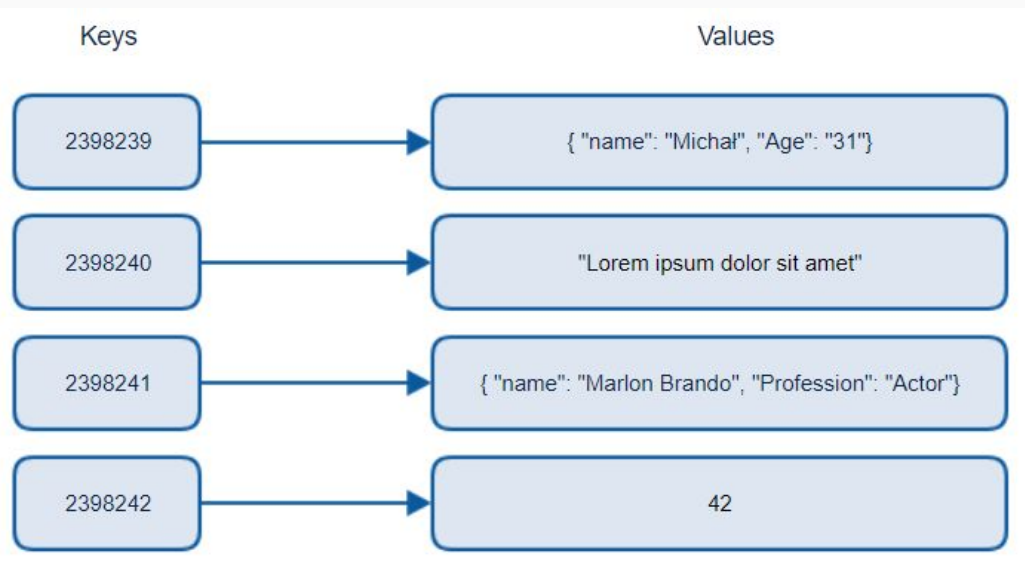 Keys Values
2398239 { "name": "Michał", "Age": "31"}
2398240 "Lorem ipsum dolor sit amet"
2398241 { "name": "Marlon Brando", "Profession": "Actor"}
2398242 42